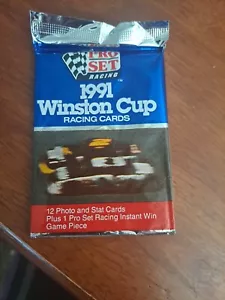 PRO
SET
RACING
1991
Winston Cup
RACING CARDS
12 Photo and Stat Cards
Plus 1 Pro Set Racing Instant Win
Game Piece